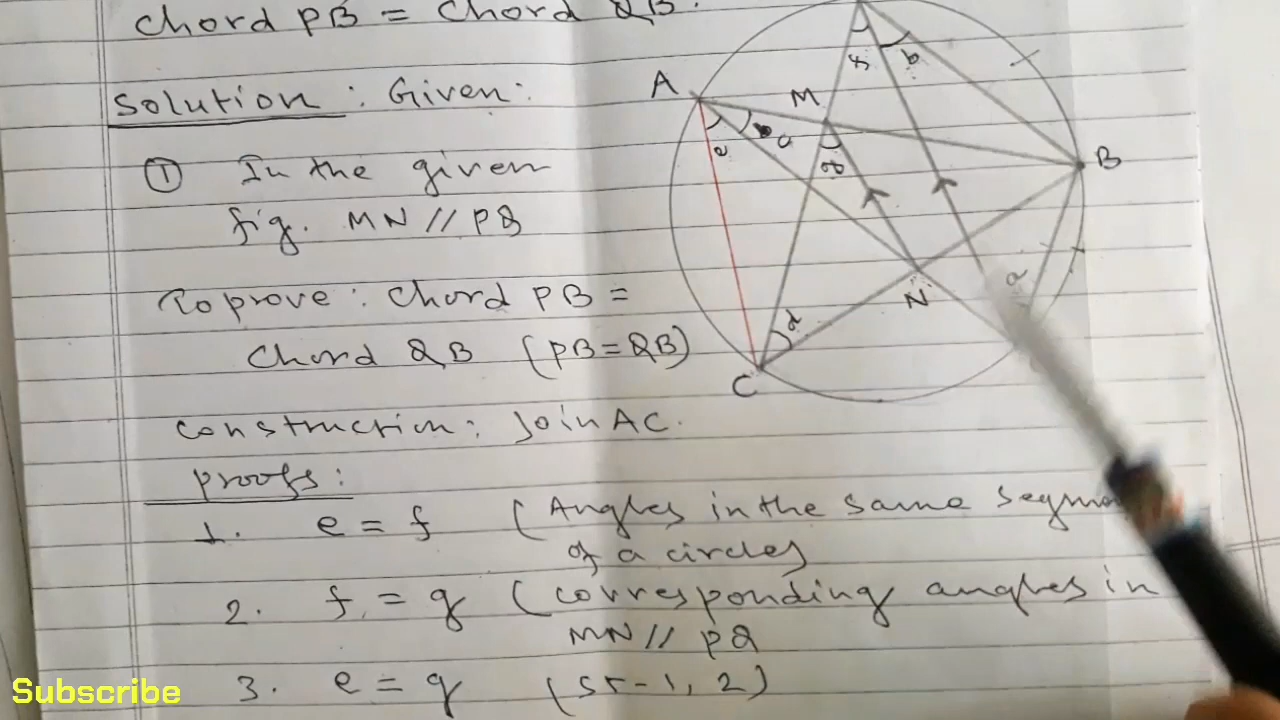 Chord PB = Chord QB.
Solution : Given:
① In the given
fig. MN // PQ
To prove : Chord PB =
Chord QB (PB = QB)
Construction : Join AC.
Proofs :
1. e = f (Angles in the same
of a circles)
2. f = g (corresponding angles in
MN // PQ
3. e = g (St - 1, 2)
A
M
B
N
C
f
b
e
a
g
d
a
Subscribe